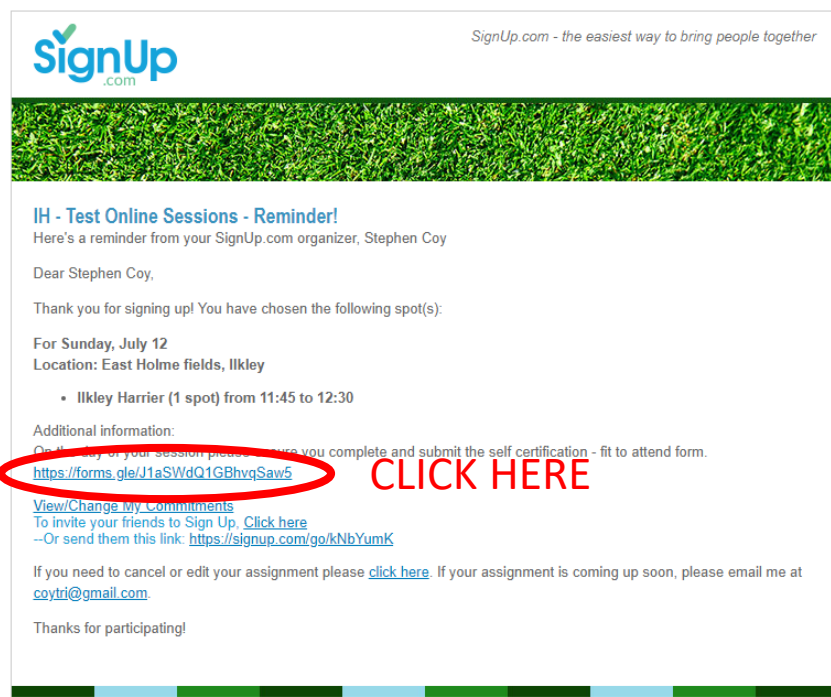 SignUp
.com
SignUp.com - the easiest way to bring people together
IH - Test Online Sessions - Reminder!
Here's a reminder from your SignUp.com organizer, Stephen Coy
Dear Stephen Coy,
Thank you for signing up! You have chosen the following spot(s):
For Sunday, July 12
Location: East Holme fields, Ilkley
• Ilkley Harrier (1 spot) from 11:45 to 12:30
Additional information:
On the day of your session please ensure you complete and submit the self certification - fit to attend form.
https://forms.gle/J1aSWdQ1GBhvqSaw5
CLICK HERE
View/Change My Commitments
To invite your friends to Sign Up, Click here
--Or send them this link: https://signup.com/go/kNbYumK
If you need to cancel or edit your assignment please click here. If your assignment is coming up soon, please email me at
coytri@gmail.com.
Thanks for participating!